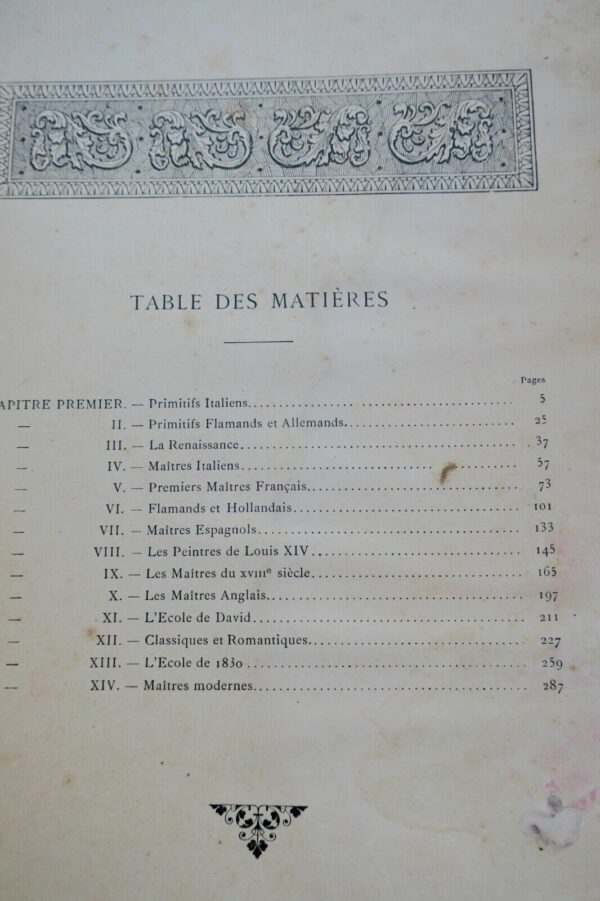 TABLE DES MATIÈRES
Pages
APITRE PREMIER. — Primitifs Italiens 5
— II. — Primitifs Flamands et Allemands. 25
— III. — La Renaissance. 37
— IV. — Maîtres Italiens 57
— V. — Premiers Maîtres Français. 73
— VI. — Flamands et Hollandais 101
— VII. — Maîtres Espagnols 133
— VIII. — Les Peintres de Louis XIV 145
— IX. — Les Maîtres du XVIIIe siècle. 165
— X. — Les Maîtres Anglais 197
— XI. — L'Ecole de David 211
— XII. — Classiques et Romantiques. 227
— XIII. — L'Ecole de 1830 259
— XIV. — Maîtres modernes 287